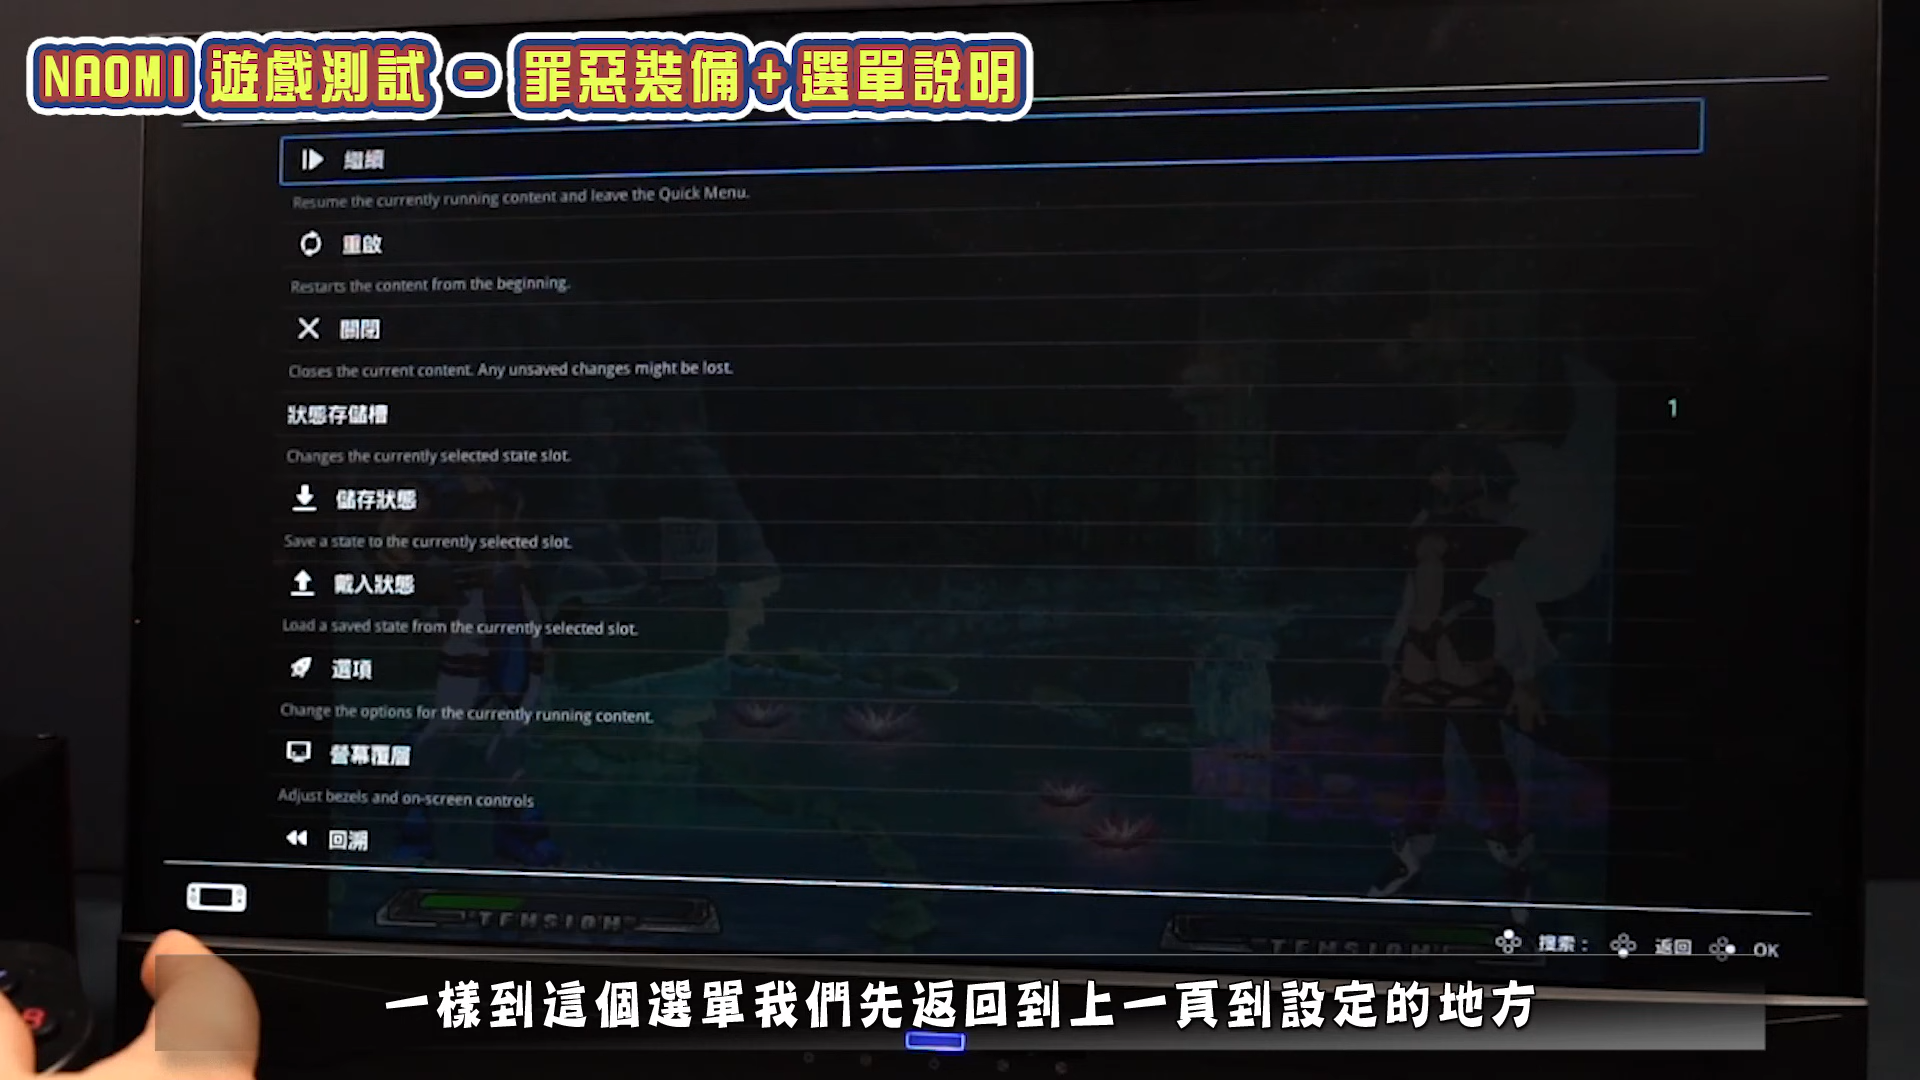 NAOMI 遊戲測試 - 罪惡裝備+選單說明
繼續
Resume the currently running content and leave the Quick Menu.
重啟
Restarts the content from the beginning.
關閉
Closes the current content. Any unsaved changes might be lost.
狀態存儲槽 1
Changes the currently selected state slot.
儲存狀態
Save a state to the currently selected slot.
戴入狀態
Load a saved state from the currently selected slot.
選項
Change the options for the currently running content.
螢幕覆層
Adjust bezels and on-screen controls
回溯
TENSION
TENSION
搜索： 返回 OK
一樣到這個選單我們先返回到上一頁到設定的地方
B